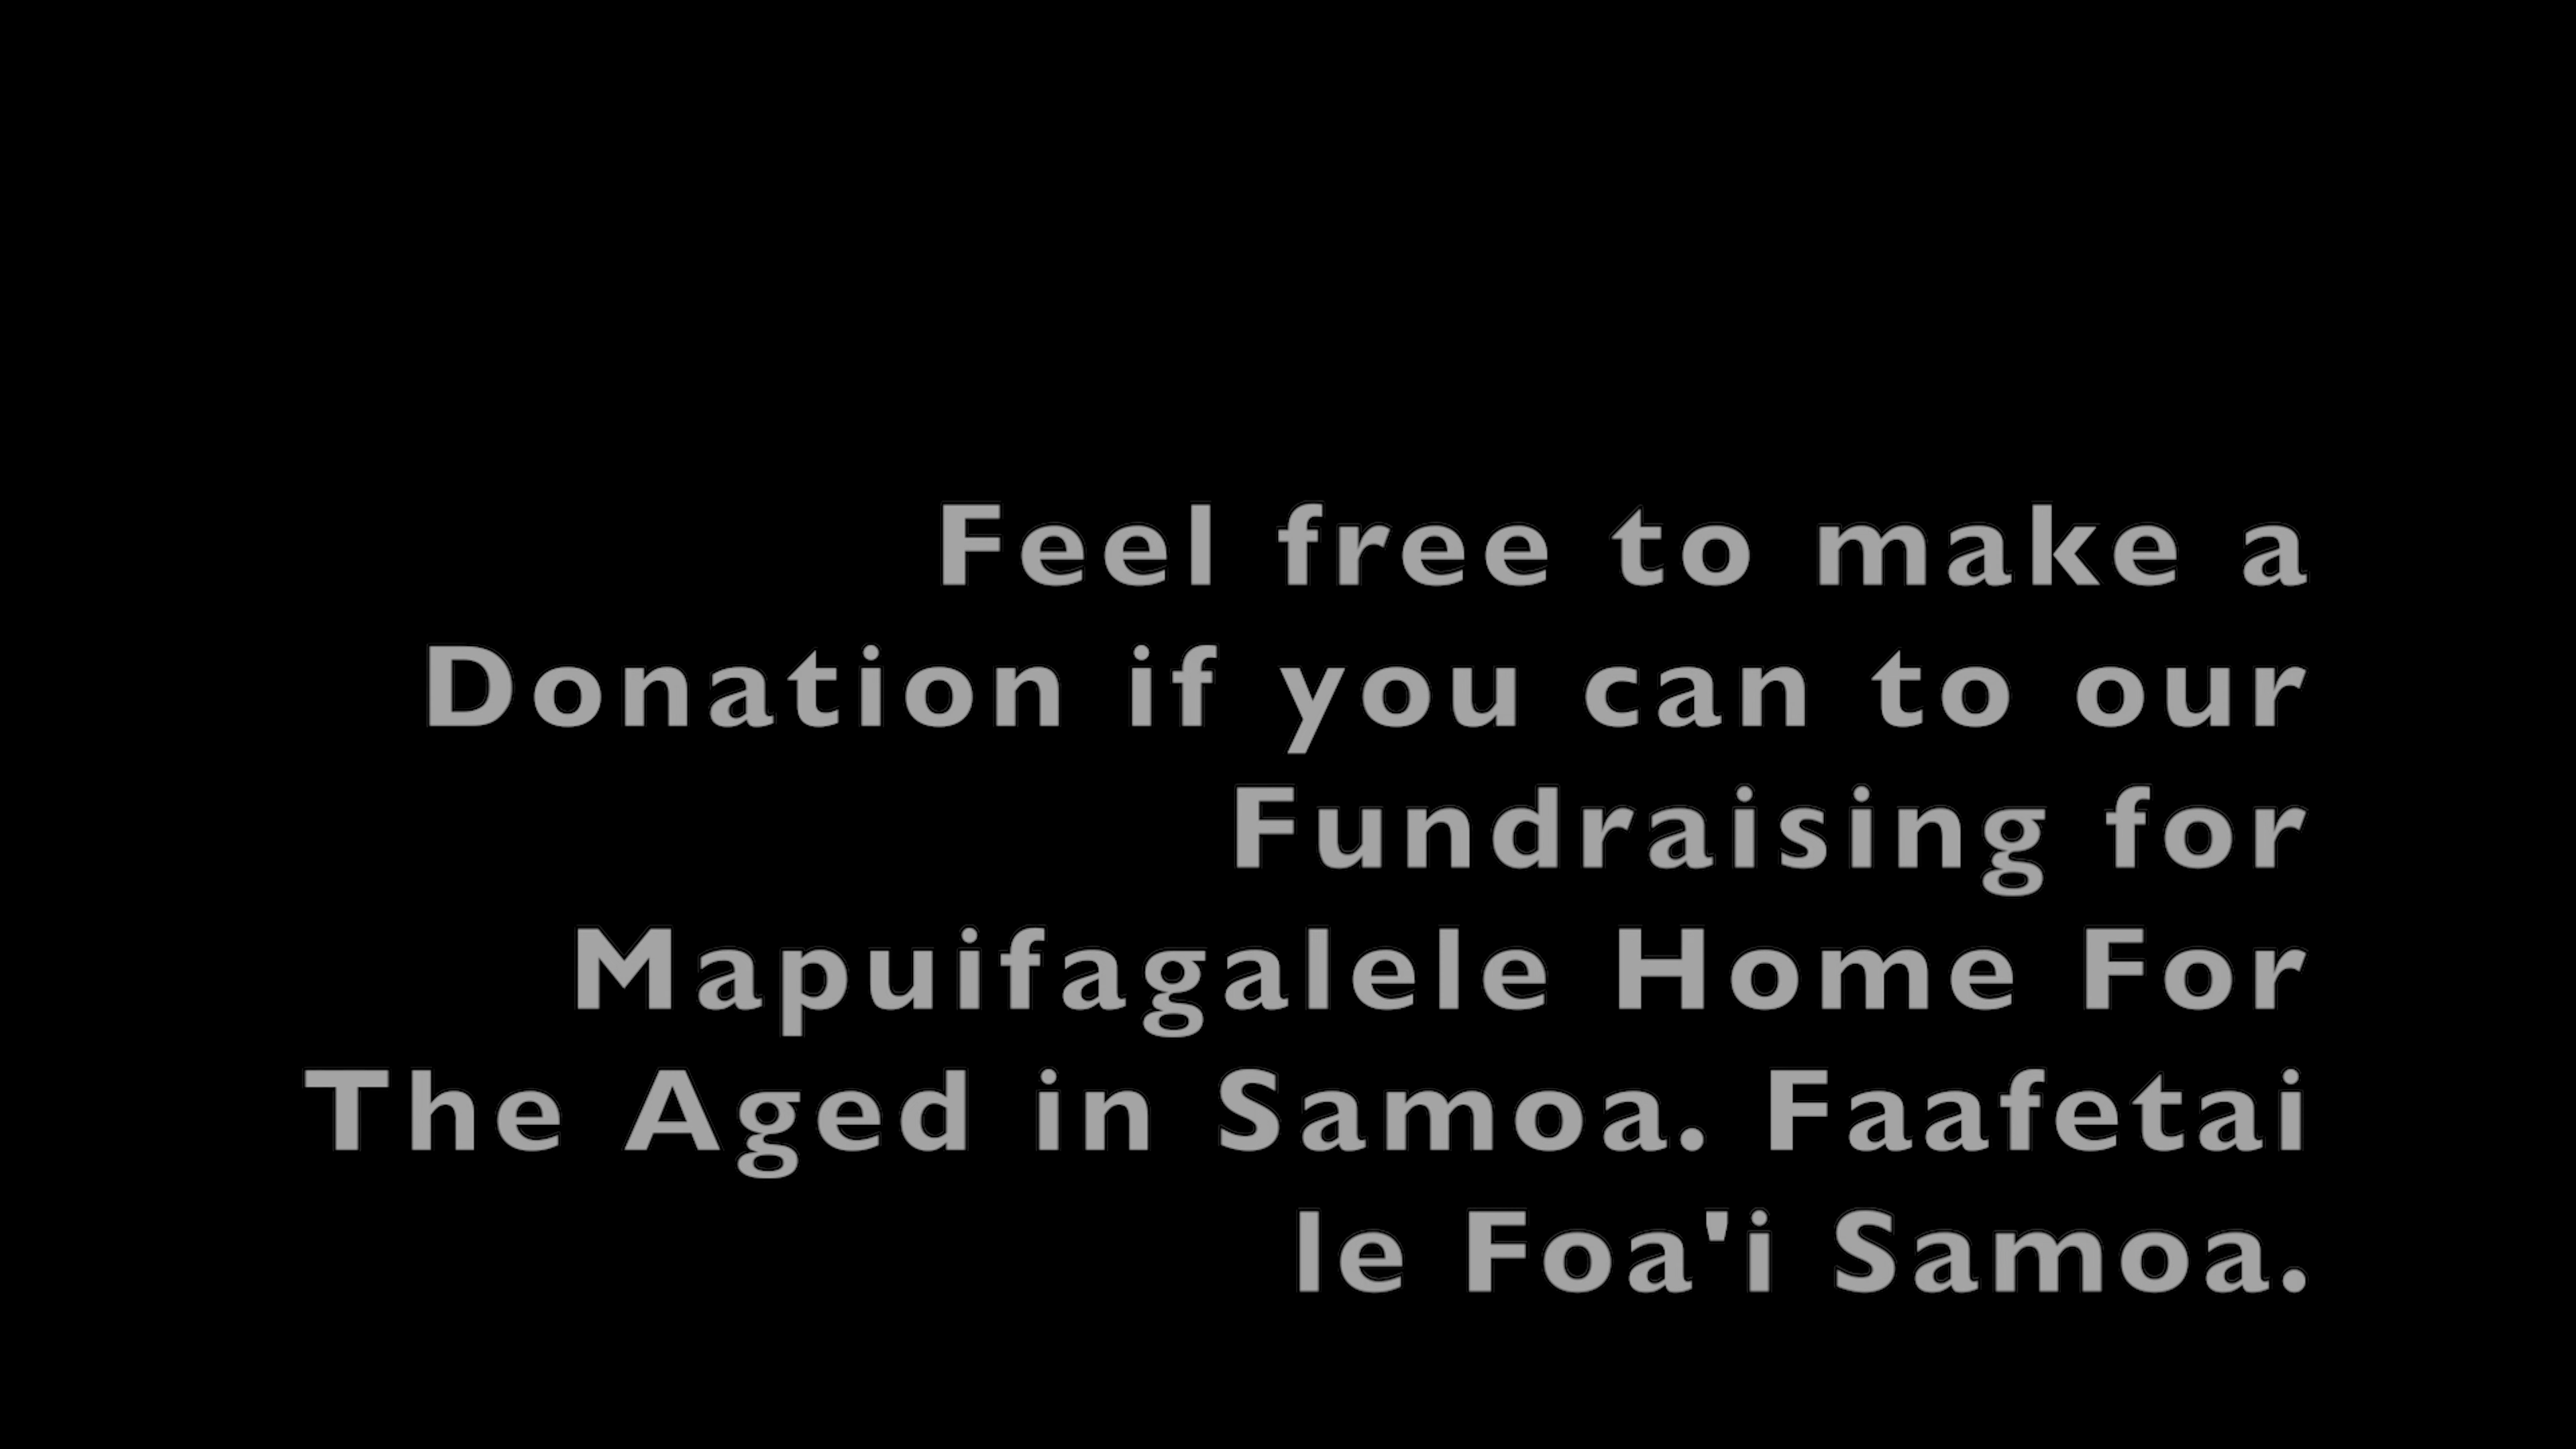 Feel free to make a
Donation if you can to our
Fundraising for
Mapuifagalele Home For
The Aged in Samoa. Faafetai
le Foa'i Samoa.